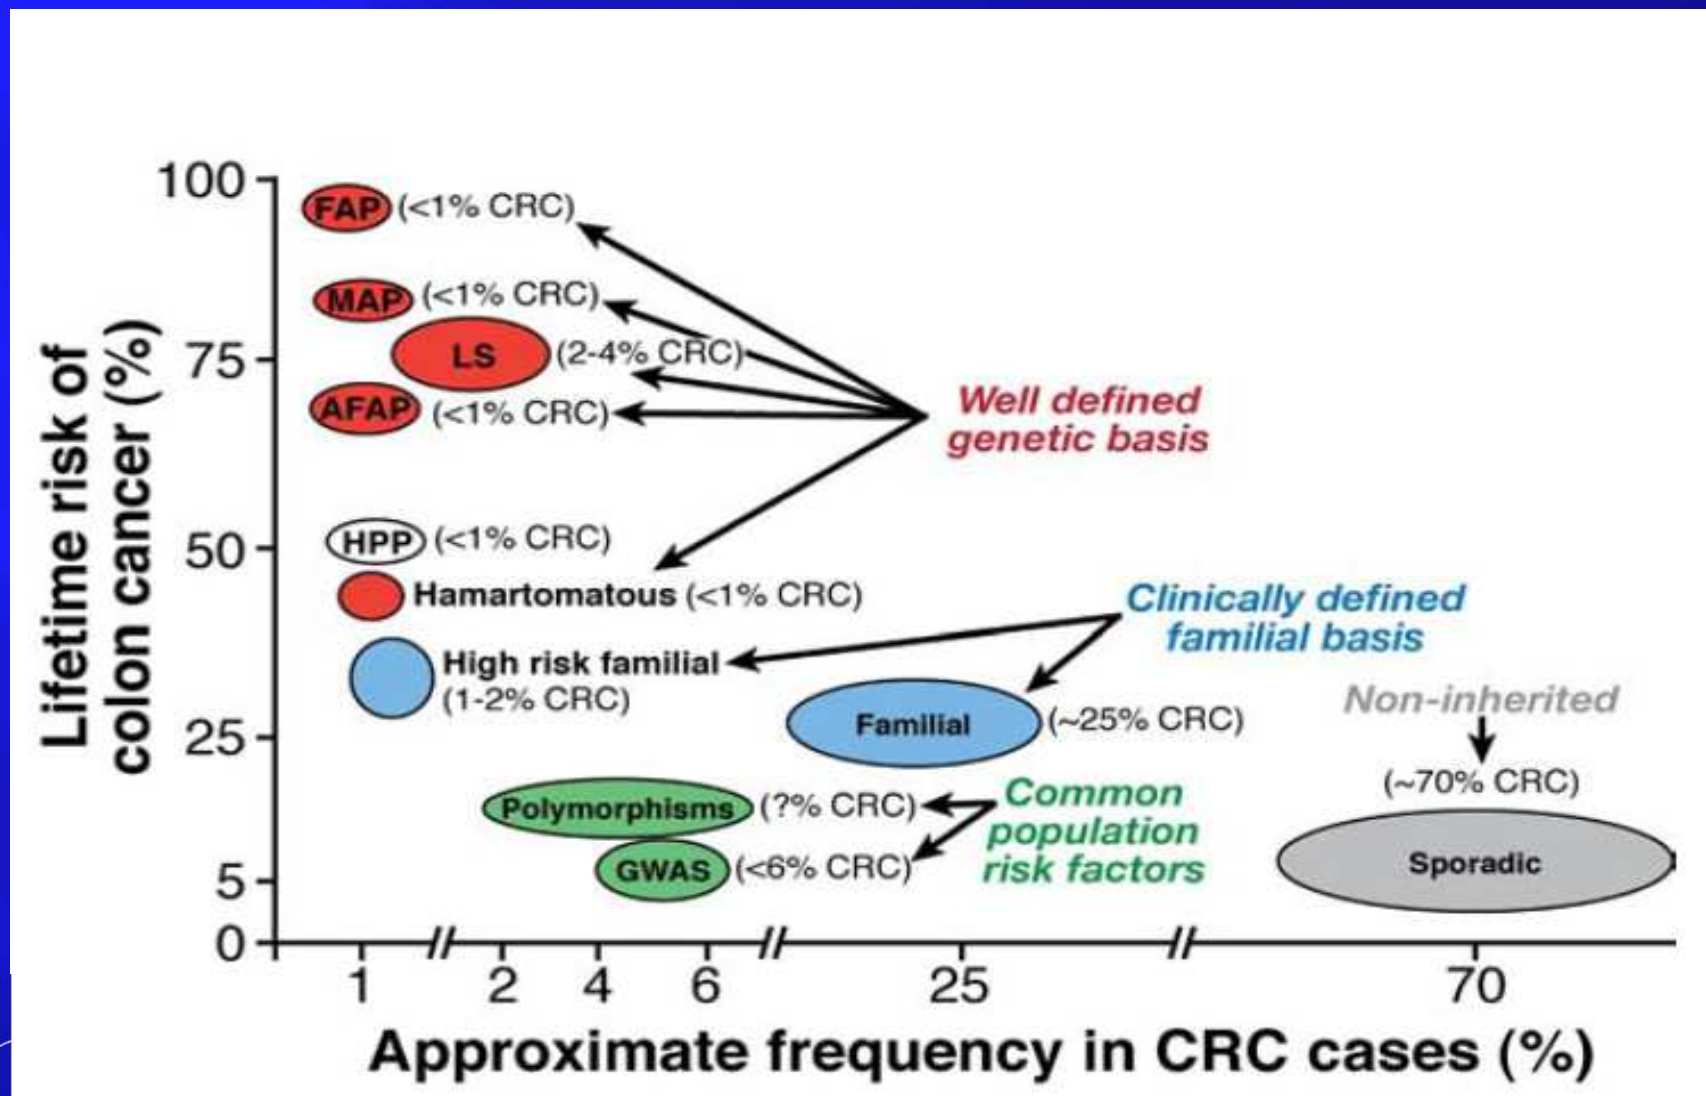 100
FAP (<1% CRC)
MAP (<1% CRC)
LS (2-4% CRC)
75
AFAP (<1% CRC)
Well defined
genetic basis
Lifetime risk of
colon cancer (%)
HPP (<1% CRC)
50
Hamartomatous (<1% CRC)
Clinically defined
familial basis
High risk familial
(1-2% CRC)
Non-inherited
25
Familial (~25% CRC)
(~70% CRC)
Polymorphisms (?% CRC)
Common
population
risk factors
GWAS (<6% CRC)
Sporadic
5
0
1 2 4 6 25 70
Approximate frequency in CRC cases (%)